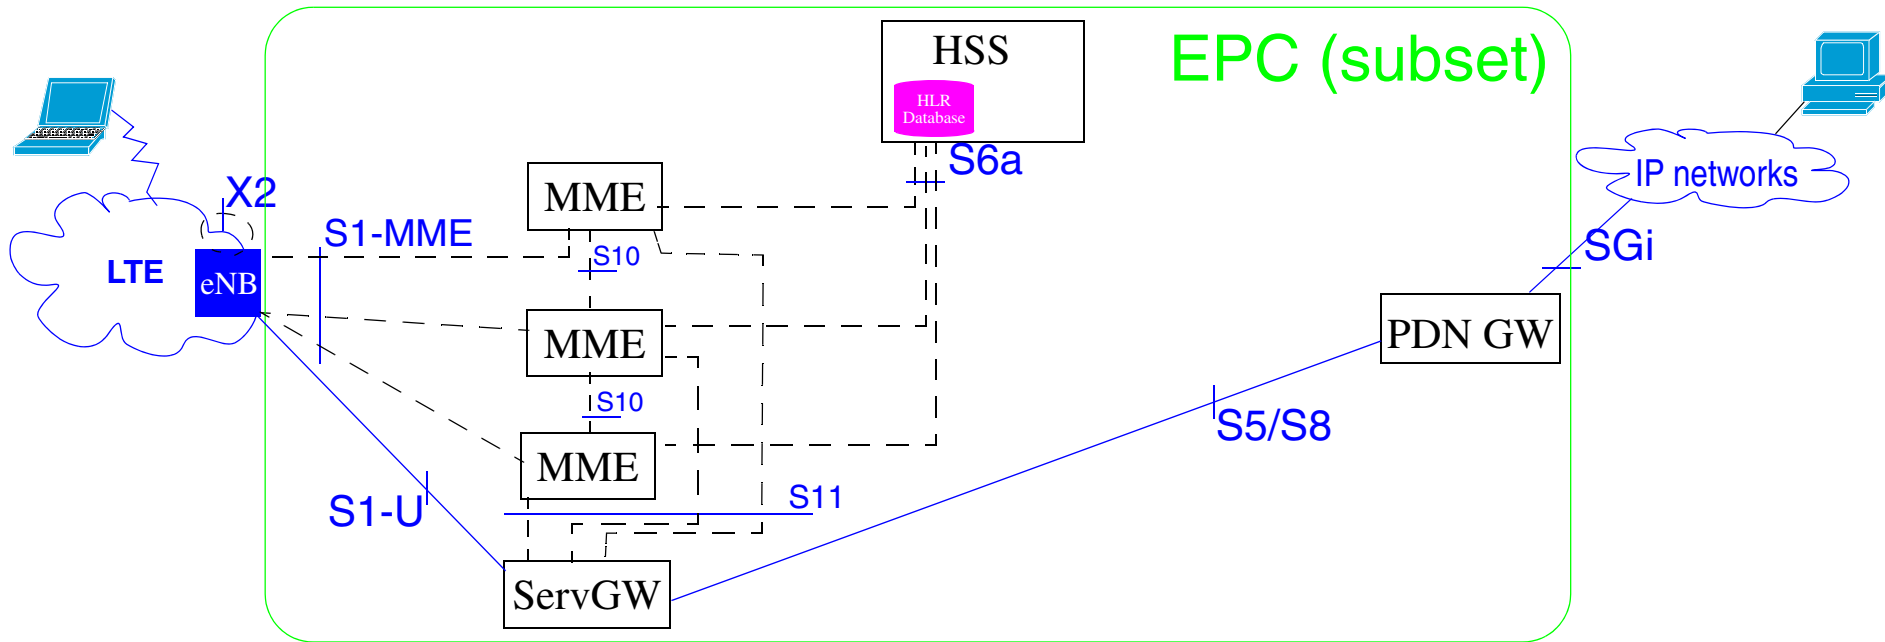 HSS
EPC (subset)
HLR
Database
S6a
MME
X2
IP networks
S1-MME
S10
SGi
LTE
eNB
MME
PDN GW
S10
S5/S8
MME
S11
S1-U
ServGW